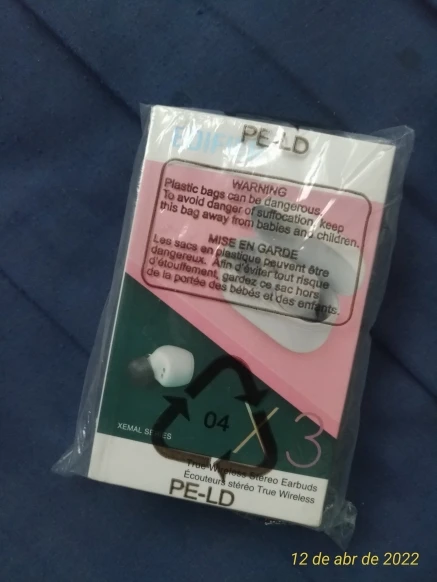 PE-LD
EDIFIER
WARNING
Plastic bags can be dangerous.
To avoid danger of suffocation, keep
this bag away from babies and children.
MISE EN GARDE
Les sacs en plastique peuvent être
dangereux. Afin d'éviter tout risque
d'étouffement, gardez ce sac hors
de la portée des bébés et des enfants.
04
X3
XEMAL SERIES
True Wireless Stereo Earbuds
Écouteurs stéréo True Wireless
PE-LD
12 de abr de 2022